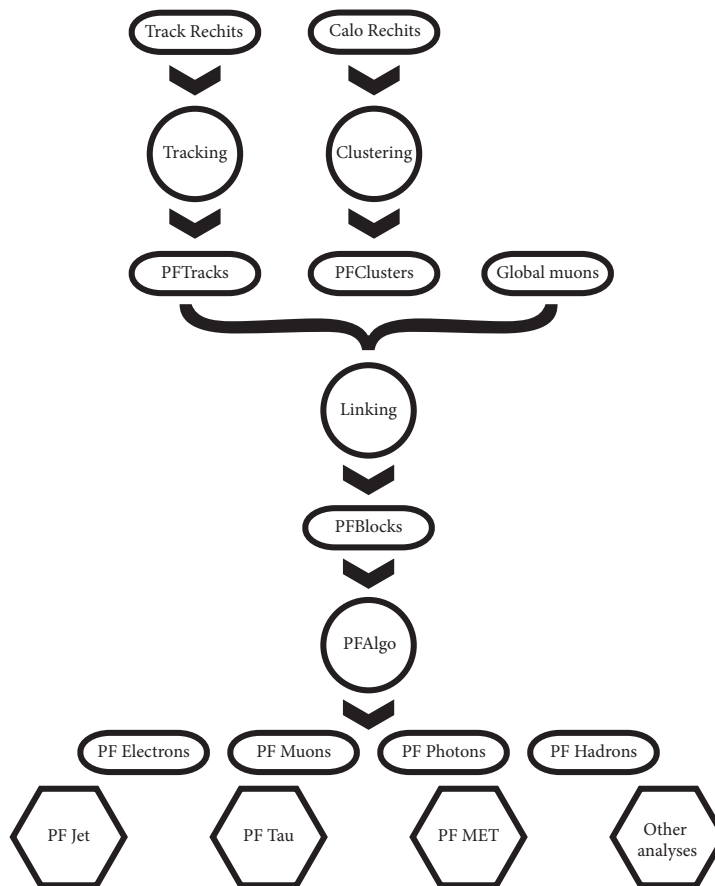 Track Rechits
Calo Rechits
Tracking
Clustering
PFTracks
PFClusters
Global muons
Linking
PFBlocks
PFAlgo
PF Electrons
PF Muons
PF Photons
PF Hadrons
PF Jet
PF Tau
PF MET
Other
analyses